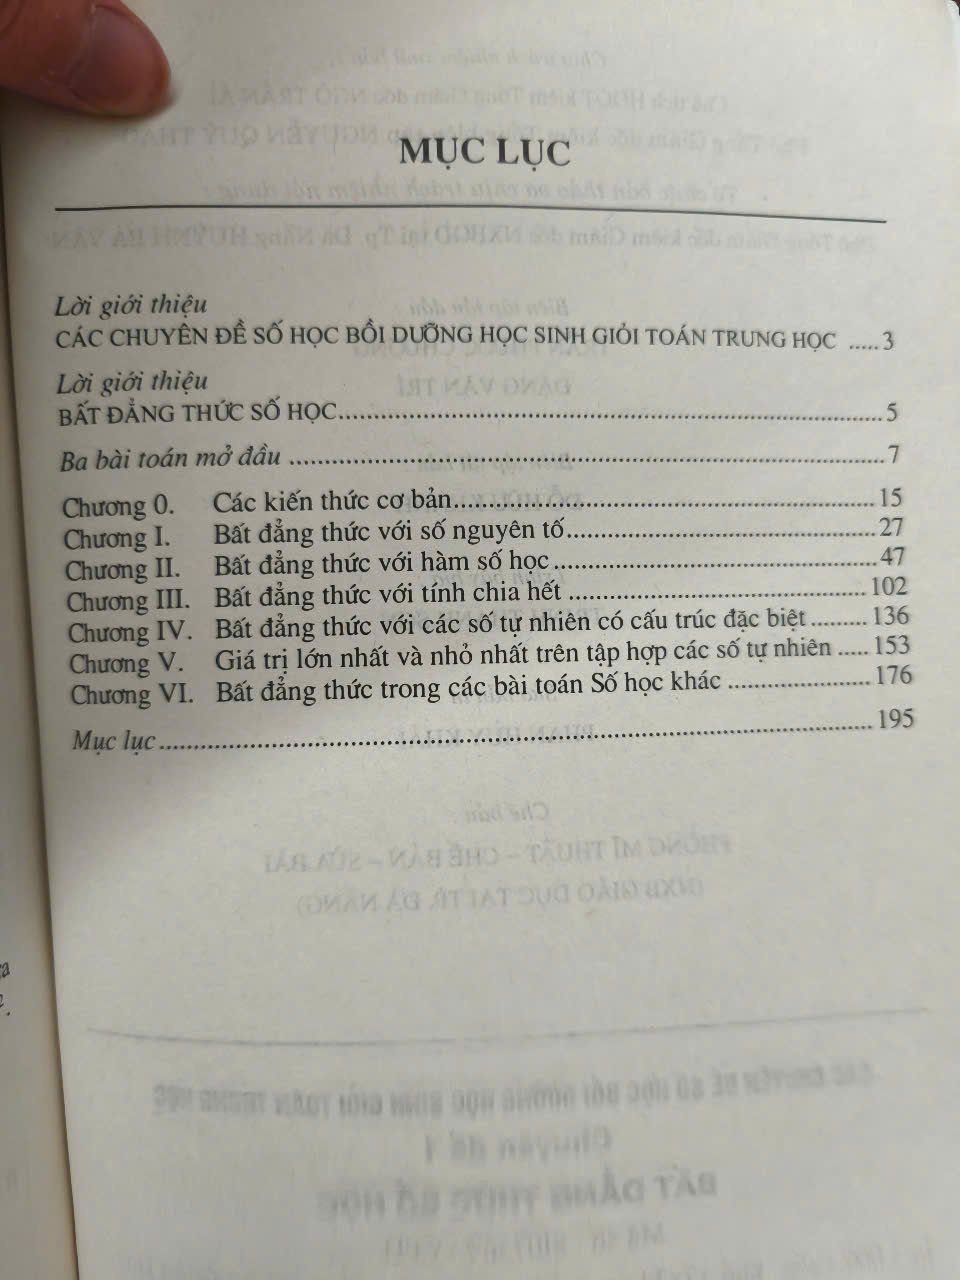 MỤC LỤC
Lời giới thiệu
CÁC CHUYÊN ĐỀ SỐ HỌC BỒI DƯỠNG HỌC SINH GIỎI TOÁN TRUNG HỌC .....3
Lời giới thiệu
BẤT ĐẲNG THỨC SỐ HỌC.....5
Ba bài toán mở đầu .....7
Chương 0. Các kiến thức cơ bản.....15
Chương I. Bất đẳng thức với số nguyên tố.....27
Chương II. Bất đẳng thức với hàm số học.....47
Chương III. Bất đẳng thức với tính chia hết .....102
Chương IV. Bất đẳng thức với các số tự nhiên có cấu trúc đặc biệt .........136
Chương V. Giá trị lớn nhất và nhỏ nhất trên tập hợp các số tự nhiên .....153
Chương VI. Bất đẳng thức trong các bài toán Số học khác .....176
Mục lục.....195